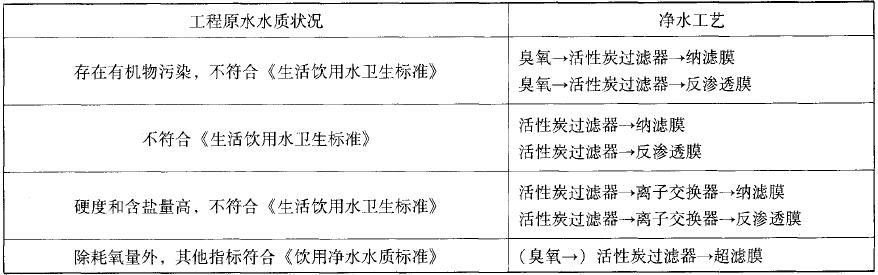 工程原水水质状况
净水工艺
存在有机物污染，不符合《生活饮用水卫生标准》
臭氧→活性炭过滤器→纳滤膜
臭氧→活性炭过滤器→反渗透膜
不符合《生活饮用水卫生标准》
活性炭过滤器→纳滤膜
活性炭过滤器→反渗透膜
硬度和含盐量高，不符合《生活饮用水卫生标准》
活性炭过滤器→离子交换器→纳滤膜
活性炭过滤器→离子交换器→反渗透膜
除耗氧量外，其他指标符合《饮用净水水质标准》
（臭氧→）活性炭过滤器→超滤膜